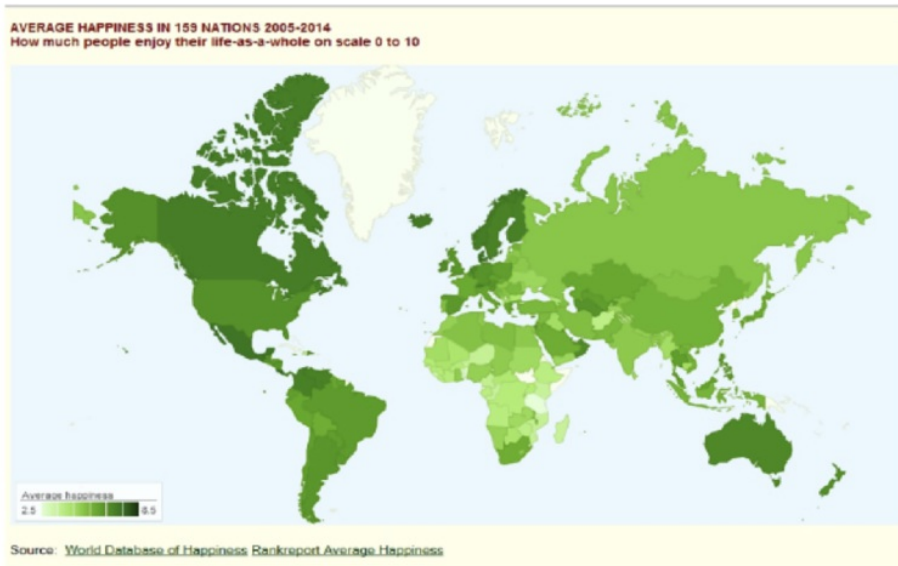 AVERAGE HAPPINESS IN 159 NATIONS 2005-2014
How much people enjoy their life-as-a-whole on scale 0 to 10
Average happiness
2.5 8.5
Source: World Database of Happiness Rankreport Average Happiness